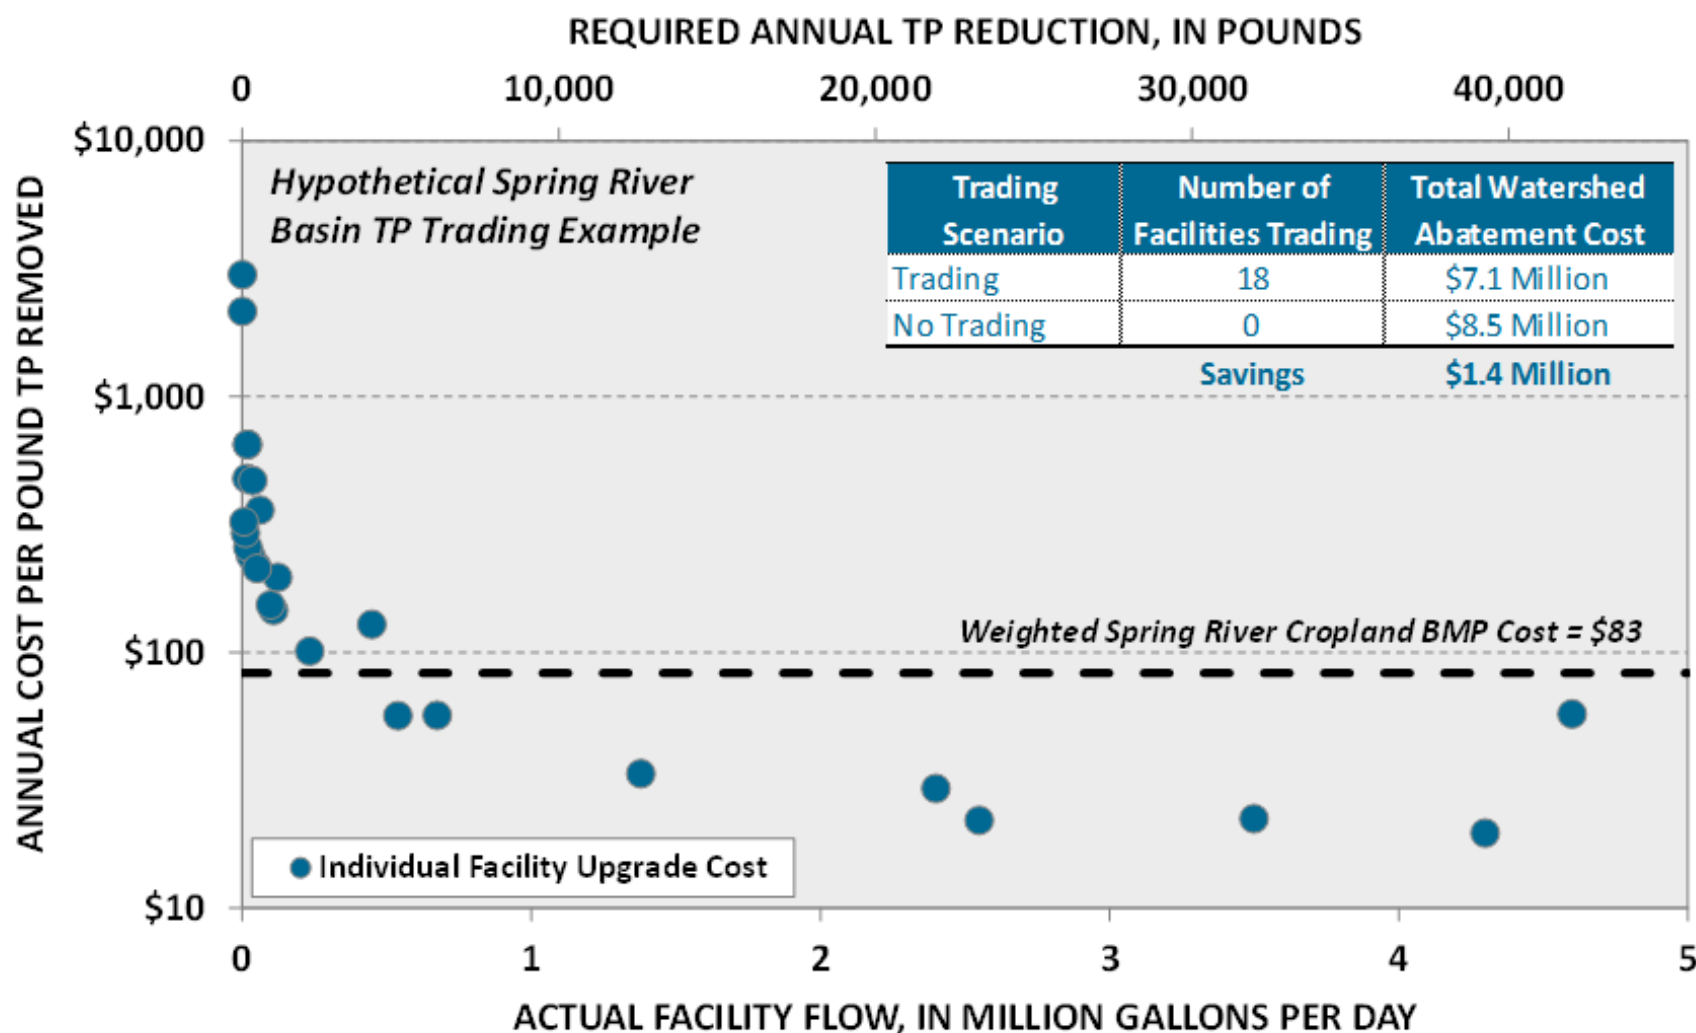 REQUIRED ANNUAL TP REDUCTION, IN POUNDS
0 10,000 20,000 30,000 40,000
$10,000
$1,000
$100
$10
ANNUAL COST PER POUND TP REMOVED
Hypothetical Spring River
Basin TP Trading Example
Trading Scenario Number of Facilities Trading Total Watershed Abatement Cost
Trading 18 $7.1 Million
No Trading 0 $8.5 Million
Savings $1.4 Million
Weighted Spring River Cropland BMP Cost = $83
Individual Facility Upgrade Cost
0 1 2 3 4 5
ACTUAL FACILITY FLOW, IN MILLION GALLONS PER DAY